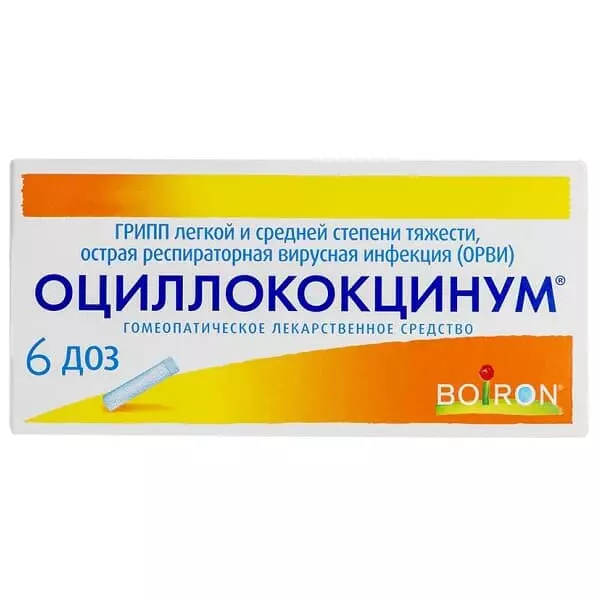 ГРИПП легкой и средней степени тяжести,
острая респираторная вирусная инфекция (ОРВИ)
ОЦИЛЛОКОКЦИНУМ®
ГОМЕОПАТИЧЕСКОЕ ЛЕКАРСТВЕННОЕ СРЕДСТВО
6 ДОЗ
BOIRON®